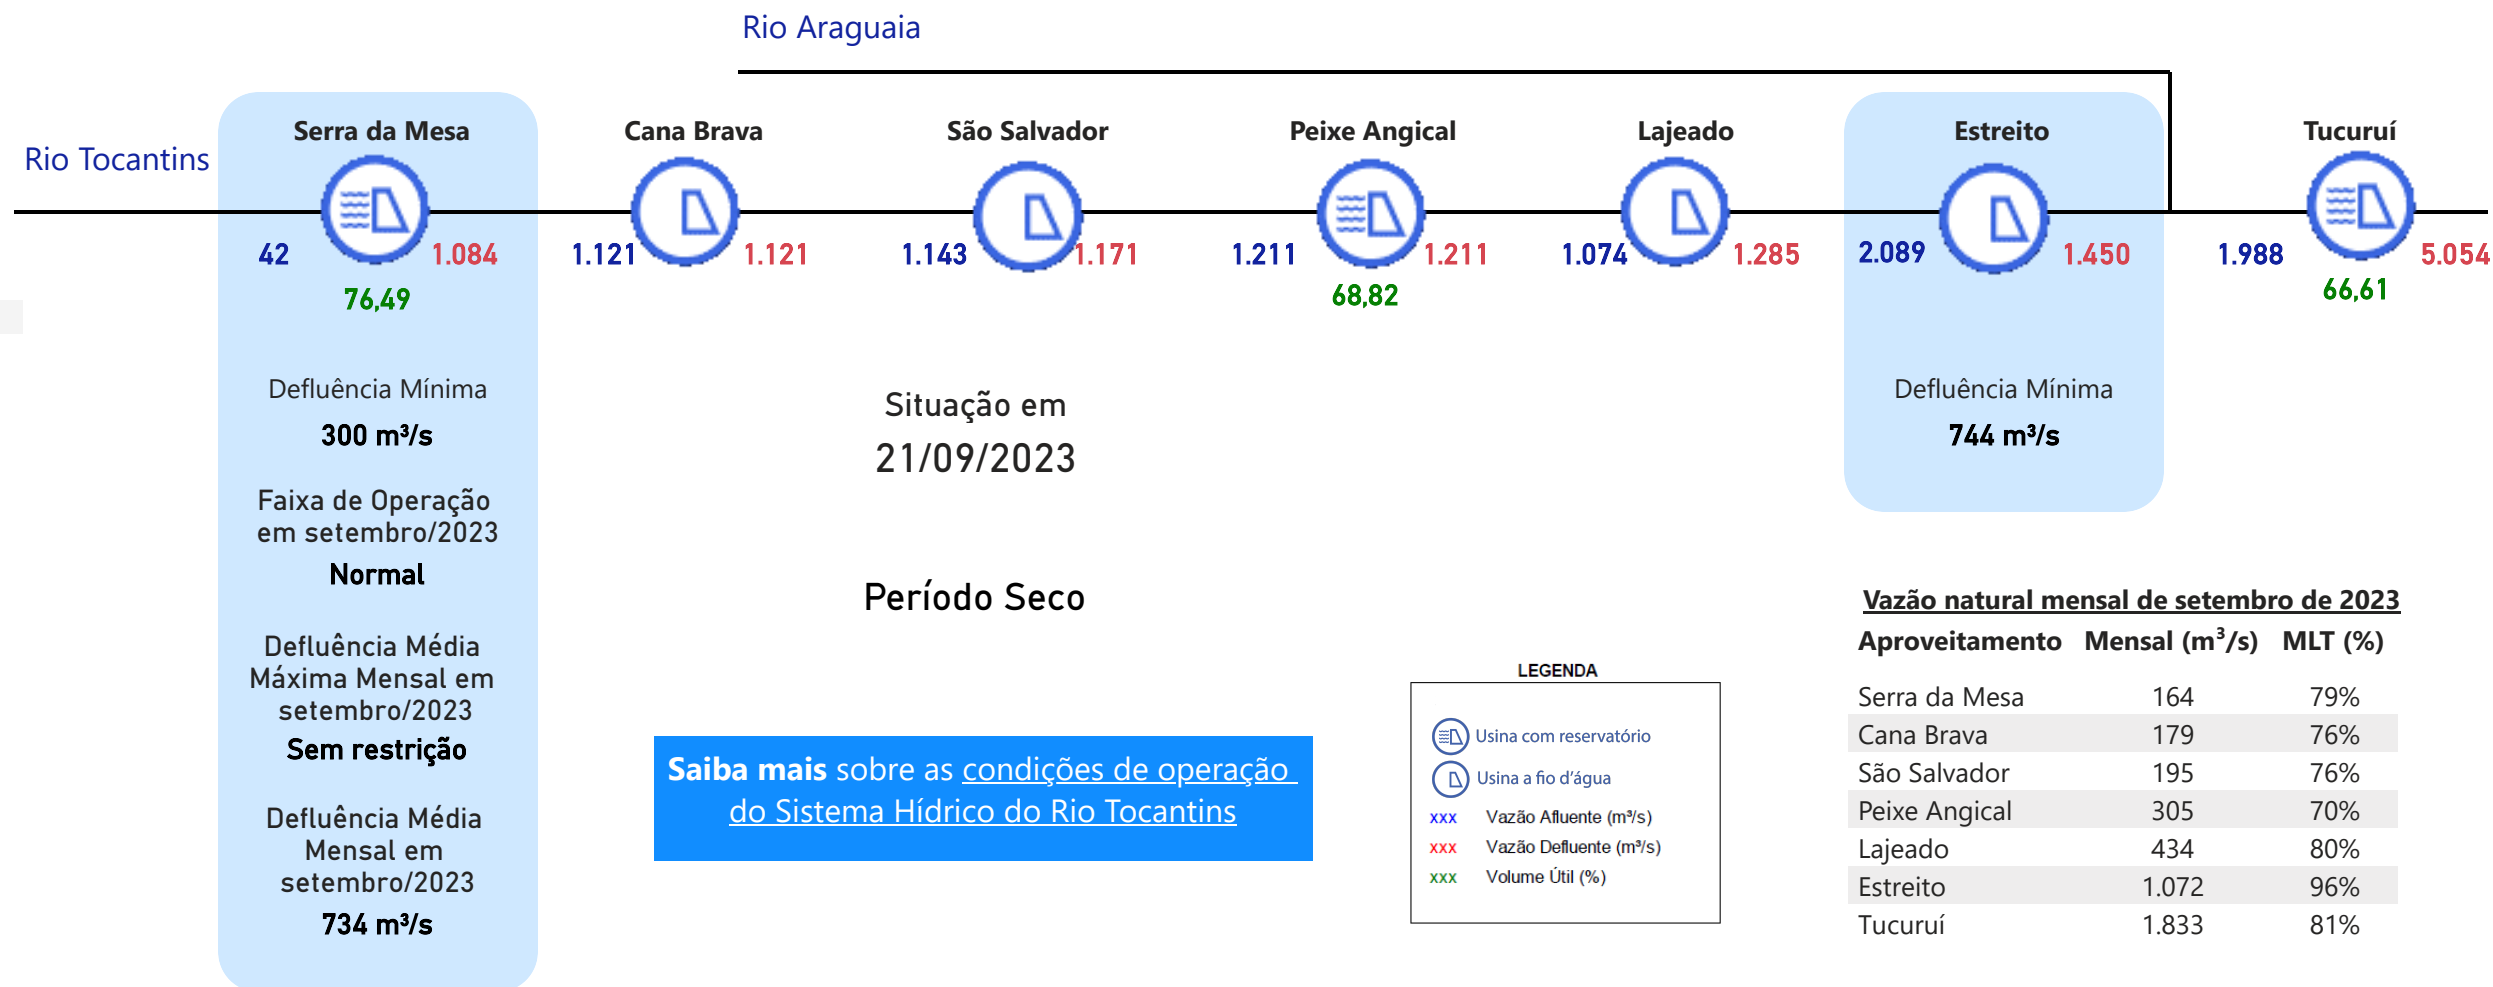 Rio Araguaia
Rio Tocantins
Serra da Mesa
Cana Brava
São Salvador
Peixe Angical
Lajeado
Estreito
Tucuruí
42
1.084
1.121
1.121
1.143
1.171
1.211
1.211
1.074
1.285
2.089
1.450
1.988
5.054
76,49
68,82
66,61
Defluência Mínima
300 m³/s
Faixa de Operação
em setembro/2023
Normal
Defluência Média
Máxima Mensal em
setembro/2023
Sem restrição
Defluência Média
Mensal em
setembro/2023
734 m³/s
Situação em
21/09/2023
Período Seco
Saiba mais sobre as condições de operação
do Sistema Hídrico do Rio Tocantins
Defluência Mínima
744 m³/s
LEGENDA
Usina com reservatório
Usina a fio d'água
xxx Vazão Afluente (m³/s)
xxx Vazão Defluente (m³/s)
xxx Volume Útil (%)
Vazão natural mensal de setembro de 2023
Aproveitamento Mensal (m³/s) MLT (%)
Serra da Mesa 164 79%
Cana Brava 179 76%
São Salvador 195 76%
Peixe Angical 305 70%
Lajeado 434 80%
Estreito 1.072 96%
Tucuruí 1.833 81%